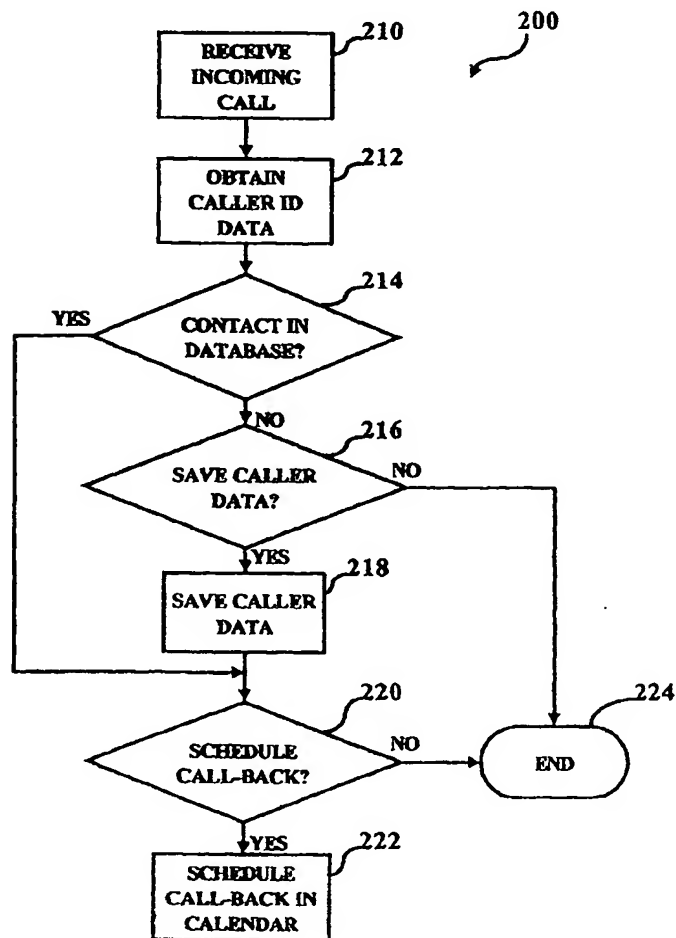 210
200
RECEIVE
INCOMING
CALL
212
OBTAIN
CALLER ID
DATA
214
YES
CONTACT IN
DATABASE?
NO
216
SAVE CALLER
DATA?
NO
YES
218
SAVE CALLER
DATA
220
224
SCHEDULE
CALL-BACK?
NO
END
YES
222
SCHEDULE
CALL-BACK IN
CALENDAR